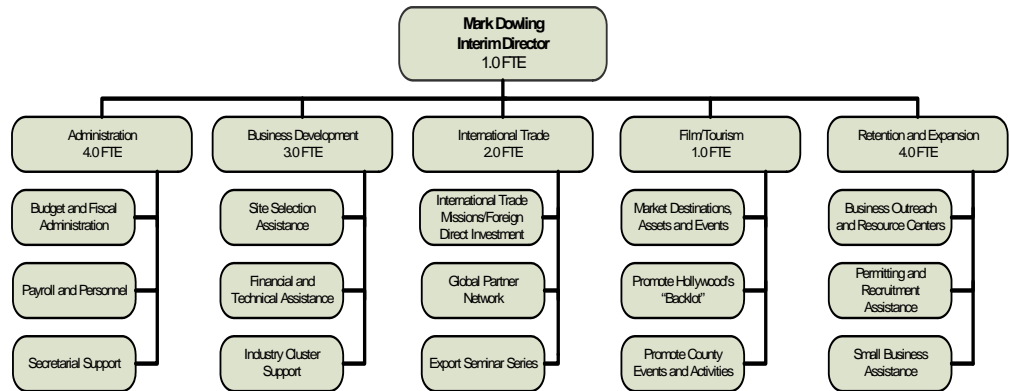 Mark Dowling
Interim Director
1.0 FTE
Administration
4.0 FTE
Business Development
3.0 FTE
International Trade
2.0 FTE
Film/Tourism
1.0 FTE
Retention and Expansion
4.0 FTE
Budget and Fiscal
Administration
Site Selection
Assistance
International Trade
Missions/Foreign
Direct Investment
Market Destinations,
Assets and Events
Business Outreach
and Resource Centers
Payroll and Personnel
Financial and
Technical Assistance
Global Partner
Network
Promote Hollywood's
"Backlot"
Permitting and
Recruitment
Assistance
Secretarial Support
Industry Cluster
Support
Export Seminar Series
Promote County
Events and Activities
Small Business
Assistance